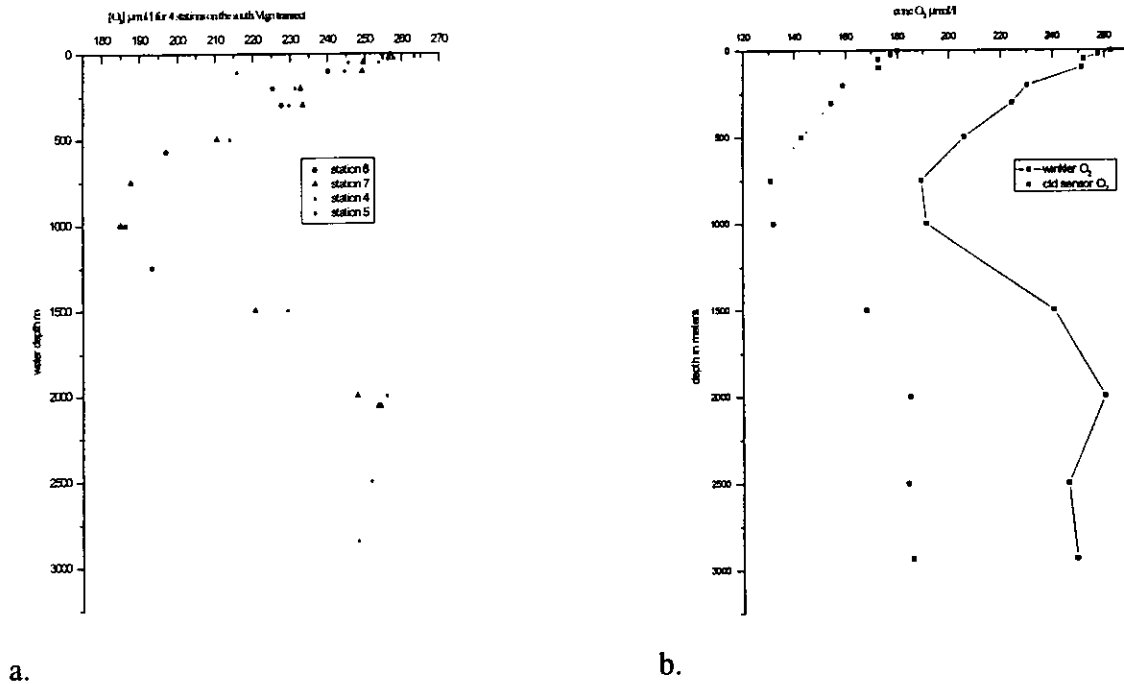 [O₂] µmol/l for 4 stations on the south Vigo transect
180 190 200 210 220 230 240 250 260 270
0
500
1000
1500
2000
2500
3000
water depth m
station 6
station 7
station 4
station 5
a.
conc O₂ µmol/l
120 140 160 180 200 220 240 260
0
500
1000
1500
2000
2500
3000
depth in meters
winkler O₂
ctd sensor O₂
b.